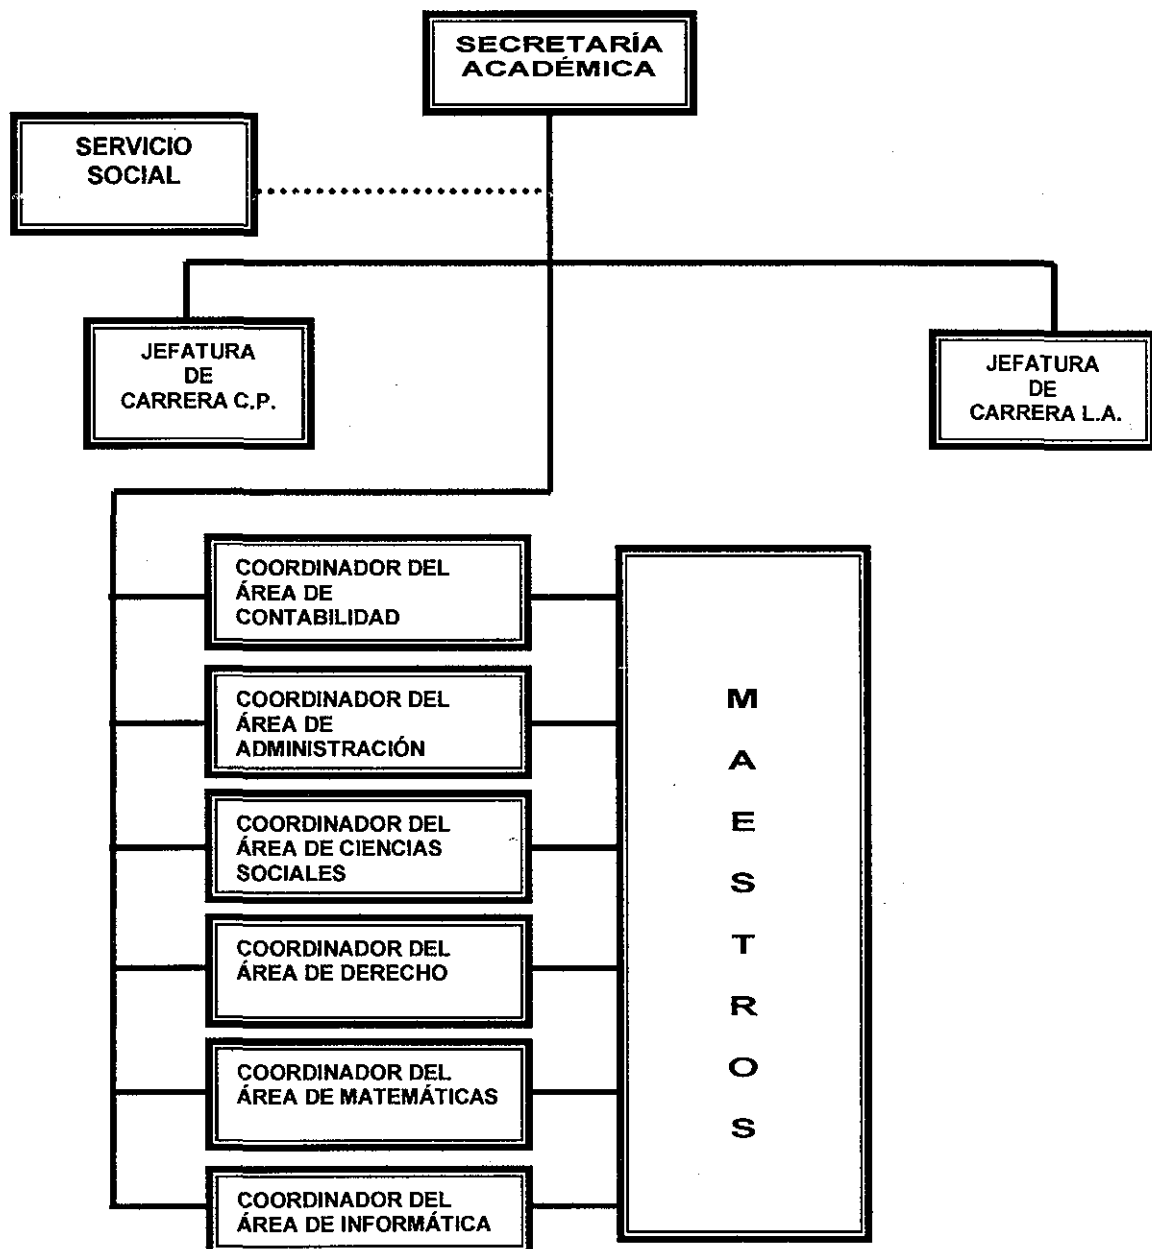 SECRETARÍA
ACADÉMICA
SERVICIO
SOCIAL
JEFATURA
DE
CARRERA C.P.
JEFATURA
DE
CARRERA L.A.
COORDINADOR DEL
ÁREA DE
CONTABILIDAD
COORDINADOR DEL
ÁREA DE
ADMINISTRACIÓN
COORDINADOR DEL
ÁREA DE CIENCIAS
SOCIALES
COORDINADOR DEL
ÁREA DE DERECHO
COORDINADOR DEL
ÁREA DE MATEMÁTICAS
COORDINADOR DEL
ÁREA DE INFORMÁTICA
M
A
E
S
T
R
O
S